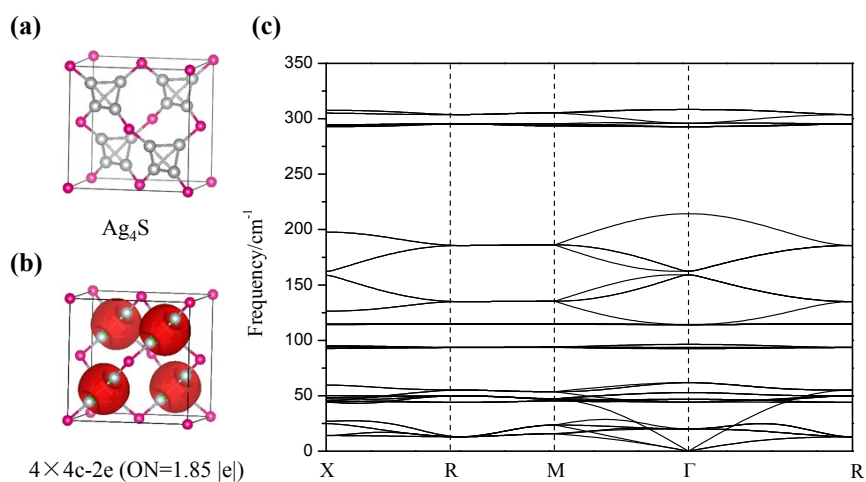 (a)
Ag₄S
(b)
4×4c-2e (ON=1.85 |e|)
(c)
Frequency/cm⁻¹
350
300
250
200
150
100
50
0
X R M Γ R